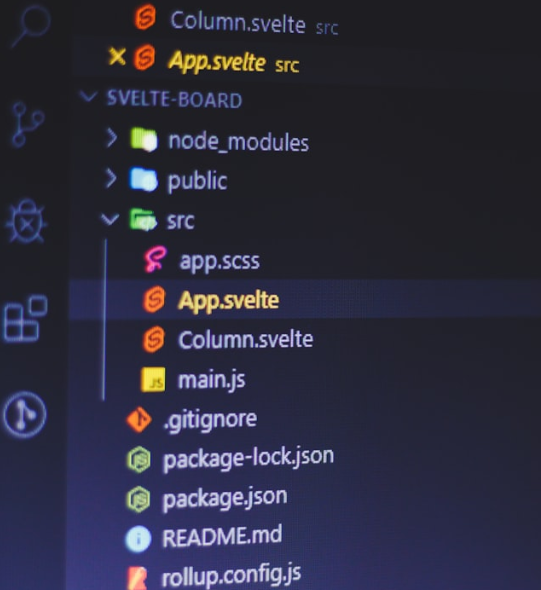 Column.svelte src
App.svelte src
SVELTE-BOARD
node_modules
public
src
app.scss
App.svelte
Column.svelte
JS main.js
.gitignore
package-lock.json
package.json
README.md
rollup.config.js